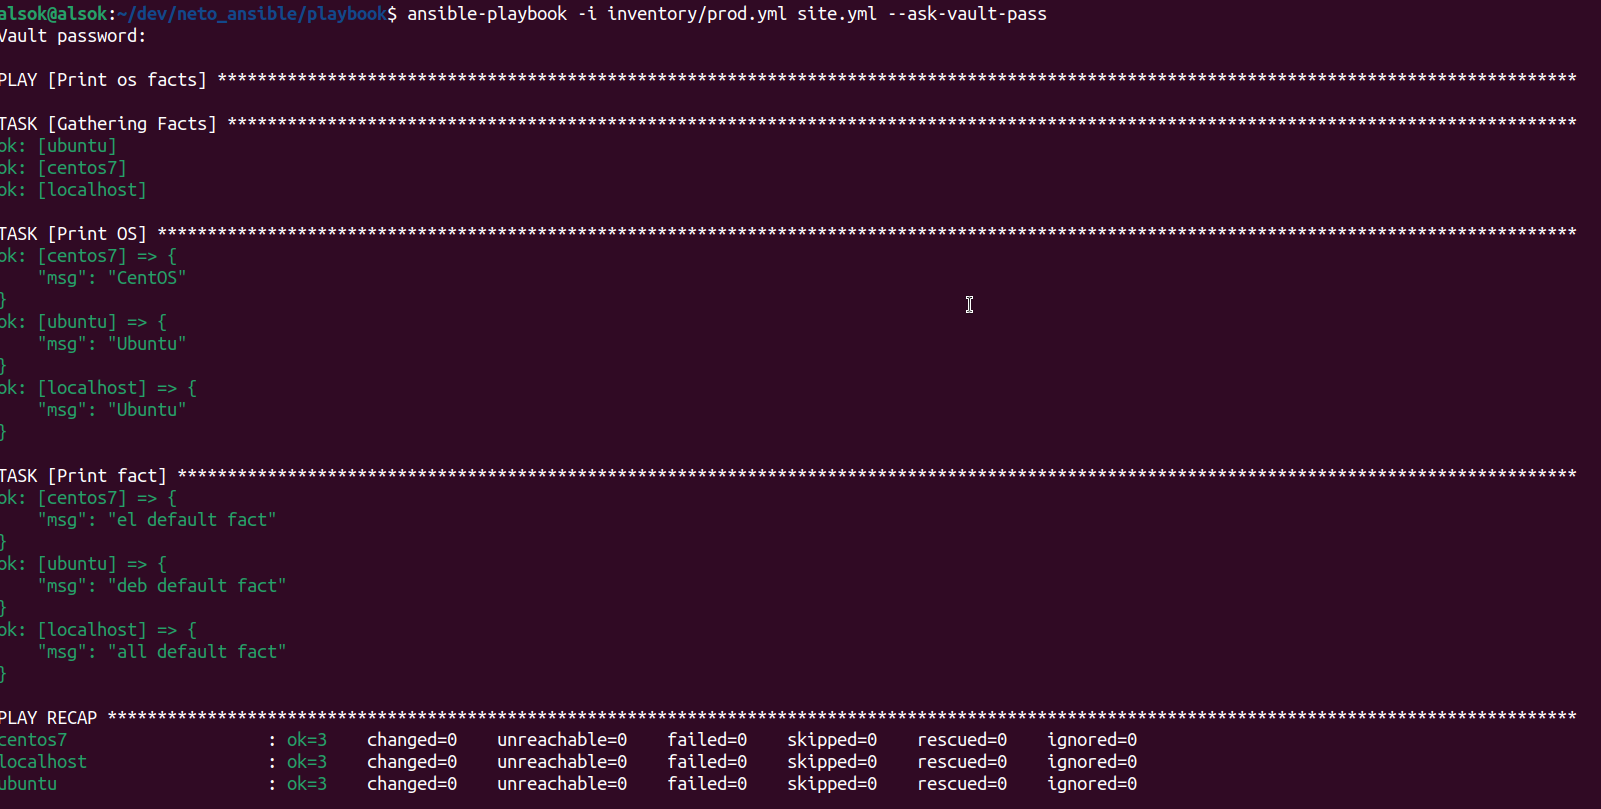 alsok@alsok:~/dev/neto_ansible/playbook$ ansible-playbook -i inventory/prod.yml site.yml --ask-vault-pass
Vault password:
PLAY [Print os facts] ****************************************************************************************************************************************
TASK [Gathering Facts] ***************************************************************************************************************************************
ok: [ubuntu]
ok: [centos7]
ok: [localhost]
TASK [Print OS] **********************************************************************************************************************************************
ok: [centos7] => {
    "msg": "CentOS"
}
ok: [ubuntu] => {
    "msg": "Ubuntu"
}
ok: [localhost] => {
    "msg": "Ubuntu"
}
TASK [Print fact] ********************************************************************************************************************************************
ok: [centos7] => {
    "msg": "el default fact"
}
ok: [ubuntu] => {
    "msg": "deb default fact"
}
ok: [localhost] => {
    "msg": "all default fact"
}
PLAY RECAP ***************************************************************************************************************************************************
centos7                    : ok=3    changed=0    unreachable=0    failed=0    skipped=0    rescued=0    ignored=0
localhost                  : ok=3    changed=0    unreachable=0    failed=0    skipped=0    rescued=0    ignored=0
ubuntu                     : ok=3    changed=0    unreachable=0    failed=0    skipped=0    rescued=0    ignored=0